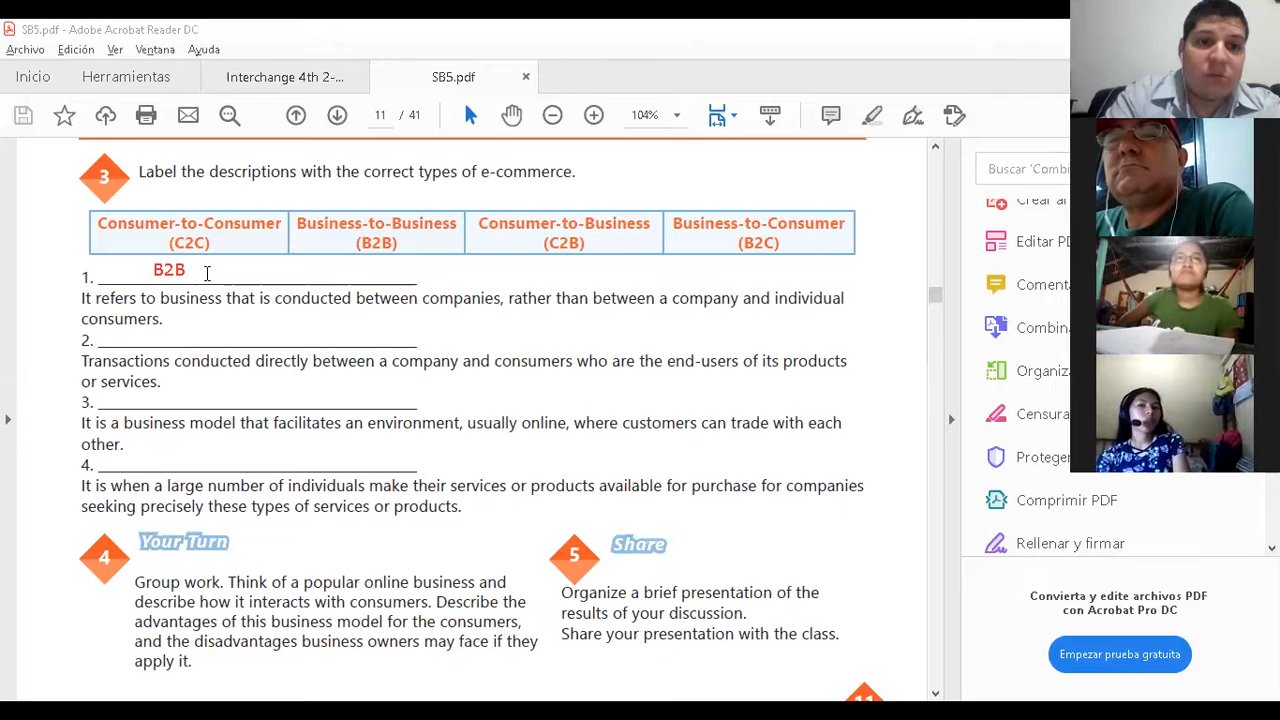 SB5.pdf - Adobe Acrobat Reader DC
Archivo Edición Ver Ventana Ayuda
Inicio Herramientas Interchange 4th 2-... SB5.pdf ×
11 / 41 104%
3 Label the descriptions with the correct types of e-commerce.
Consumer-to-Consumer (C2C) Business-to-Business (B2B) Consumer-to-Business (C2B) Business-to-Consumer (B2C)
B2B
1. ___________________________________
It refers to business that is conducted between companies, rather than between a company and individual
consumers.
2. ___________________________________
Transactions conducted directly between a company and consumers who are the end-users of its products
or services.
3. ___________________________________
It is a business model that facilitates an environment, usually online, where customers can trade with each
other.
4. ___________________________________
It is when a large number of individuals make their services or products available for purchase for companies
seeking precisely these types of services or products.
4 Your Turn
Group work. Think of a popular online business and
describe how it interacts with consumers. Describe the
advantages of this business model for the consumers,
and the disadvantages business owners may face if they
apply it.
5 Share
Organize a brief presentation of the
results of your discussion.
Share your presentation with the class.
11
Buscar 'Combi
Crear ar
Editar PD
Coment
Combin
Organiz
Censura
Proteger
Comprimir PDF
Rellenar y firmar
Convierta y edite archivos PDF
con Acrobat Pro DC
Empezar prueba gratuita